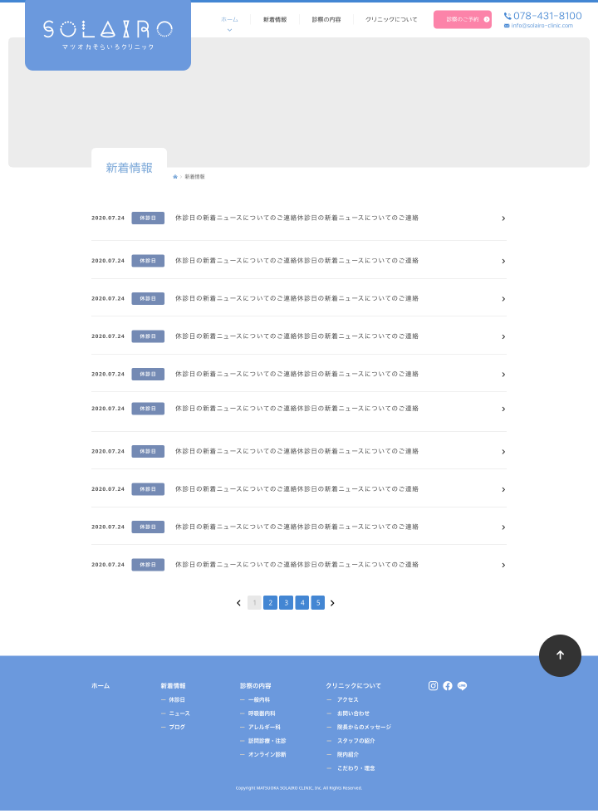 SOLAIRO
マツオカそらいろクリニック
ホーム
新着情報
診療の内容
クリニックについて
診療のご予約
078-431-8100
info@solairo-clinic.com
新着情報
新着情報
2020.07.24 休診日 休診日の新着ニュースについてのご連絡休診日の新着ニュースについてのご連絡
2020.07.24 休診日 休診日の新着ニュースについてのご連絡休診日の新着ニュースについてのご連絡
2020.07.24 休診日 休診日の新着ニュースについてのご連絡休診日の新着ニュースについてのご連絡
2020.07.24 休診日 休診日の新着ニュースについてのご連絡休診日の新着ニュースについてのご連絡
2020.07.24 休診日 休診日の新着ニュースについてのご連絡休診日の新着ニュースについてのご連絡
2020.07.24 休診日 休診日の新着ニュースについてのご連絡休診日の新着ニュースについてのご連絡
2020.07.24 休診日 休診日の新着ニュースについてのご連絡休診日の新着ニュースについてのご連絡
2020.07.24 休診日 休診日の新着ニュースについてのご連絡休診日の新着ニュースについてのご連絡
2020.07.24 休診日 休診日の新着ニュースについてのご連絡休診日の新着ニュースについてのご連絡
2020.07.24 休診日 休診日の新着ニュースについてのご連絡休診日の新着ニュースについてのご連絡
1 2 3 4 5
ホーム
新着情報
休診日
ニュース
ブログ
診療の内容
一般内科
呼吸器内科
アレルギー科
訪問診療・往診
オンライン診断
クリニックについて
アクセス
お問い合わせ
院長からのメッセージ
スタッフの紹介
院内紹介
こだわり・理念
Copyright MATSUOKA SOLAIRO CLINIC, Inc. All Rights Reserved.